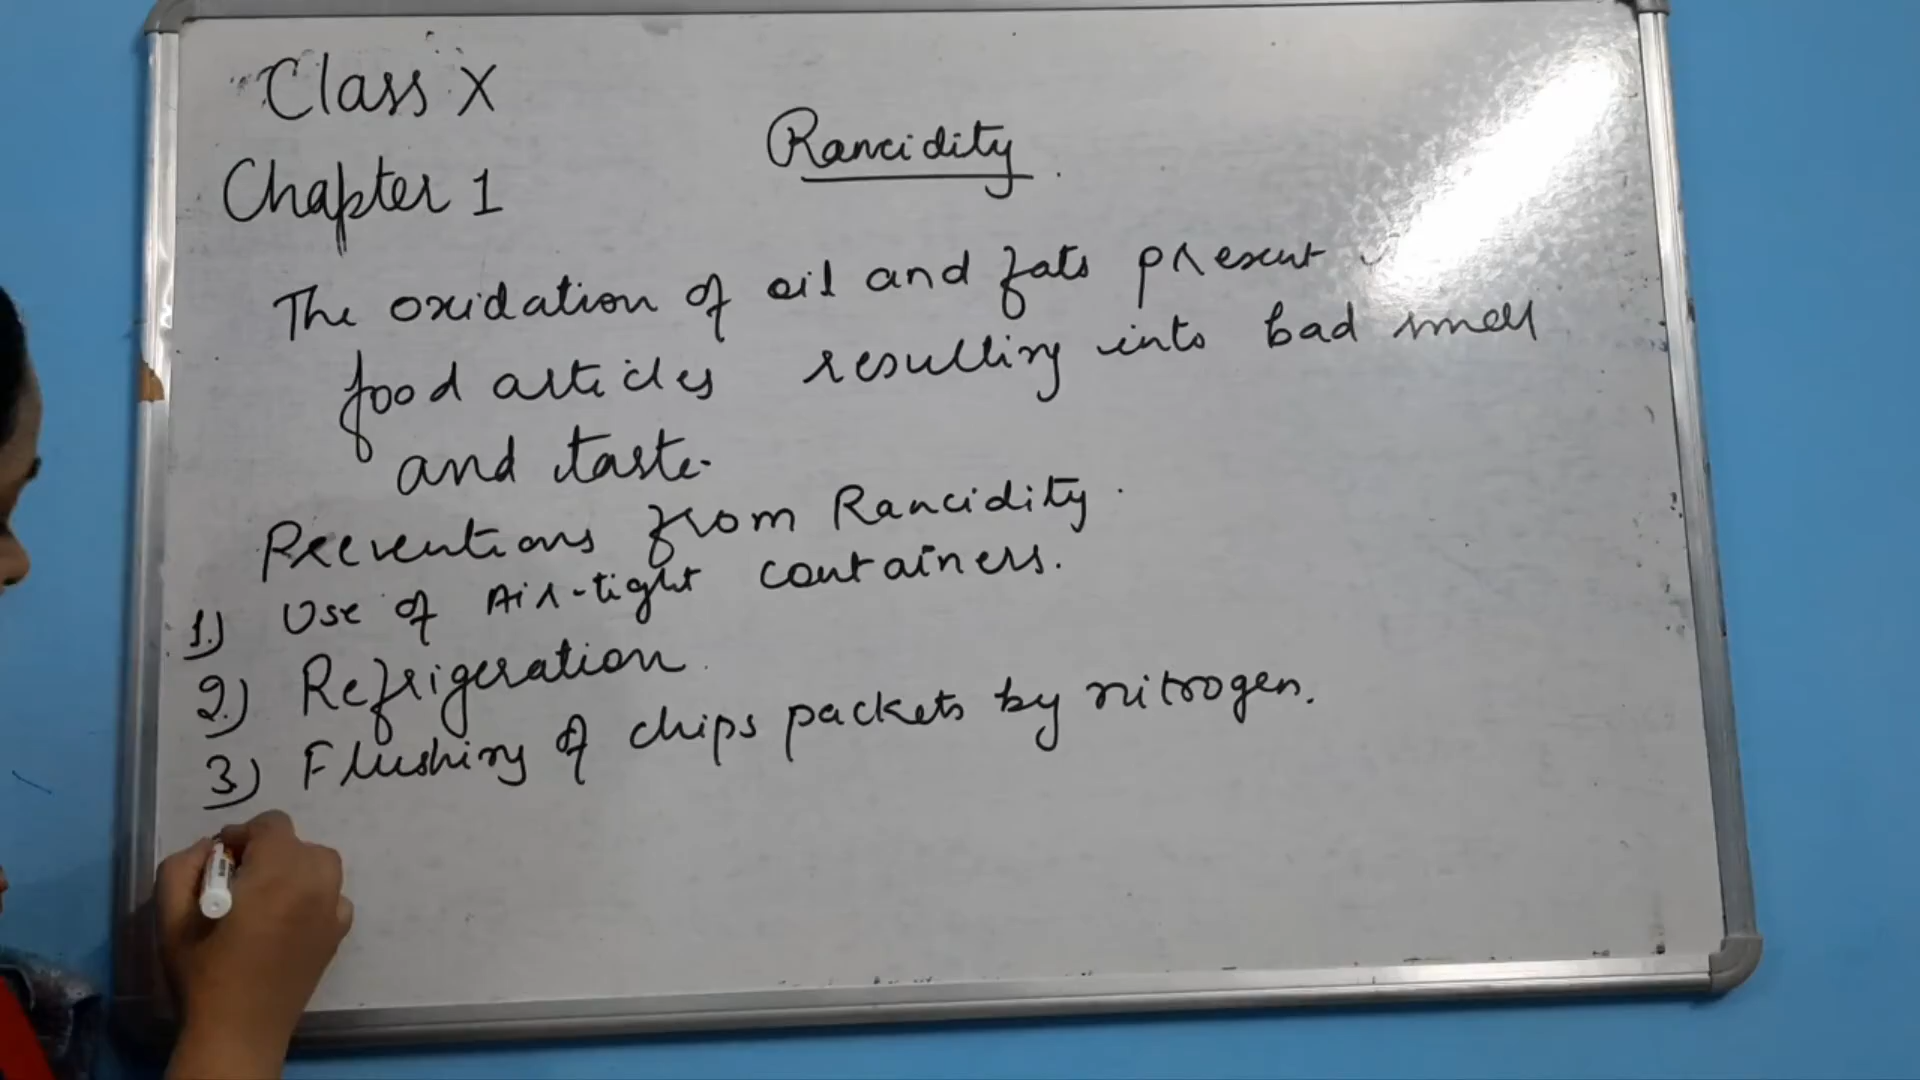 Class X
Chapter 1
Rancidity
The oxidation of oil and fats present
food articles resulting into bad smell
and taste.
Preventions from Rancidity.
1.) Use of Air-tight containers.
2.) Refrigeration.
3.) Flushing of chips packets by nitrogen.